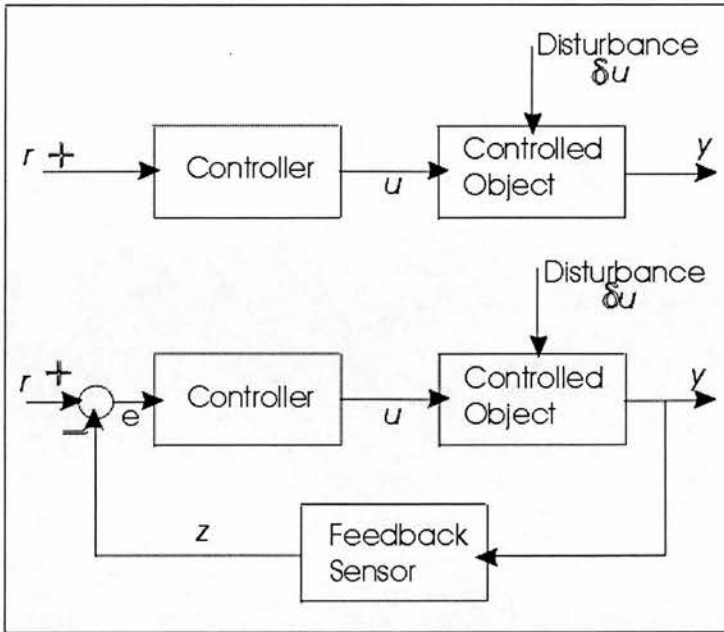 Disturbance
δu
r +
Controller
u
Controlled
Object
y
Disturbance
δu
r +
−
e
Controller
u
Controlled
Object
y
z
Feedback
Sensor